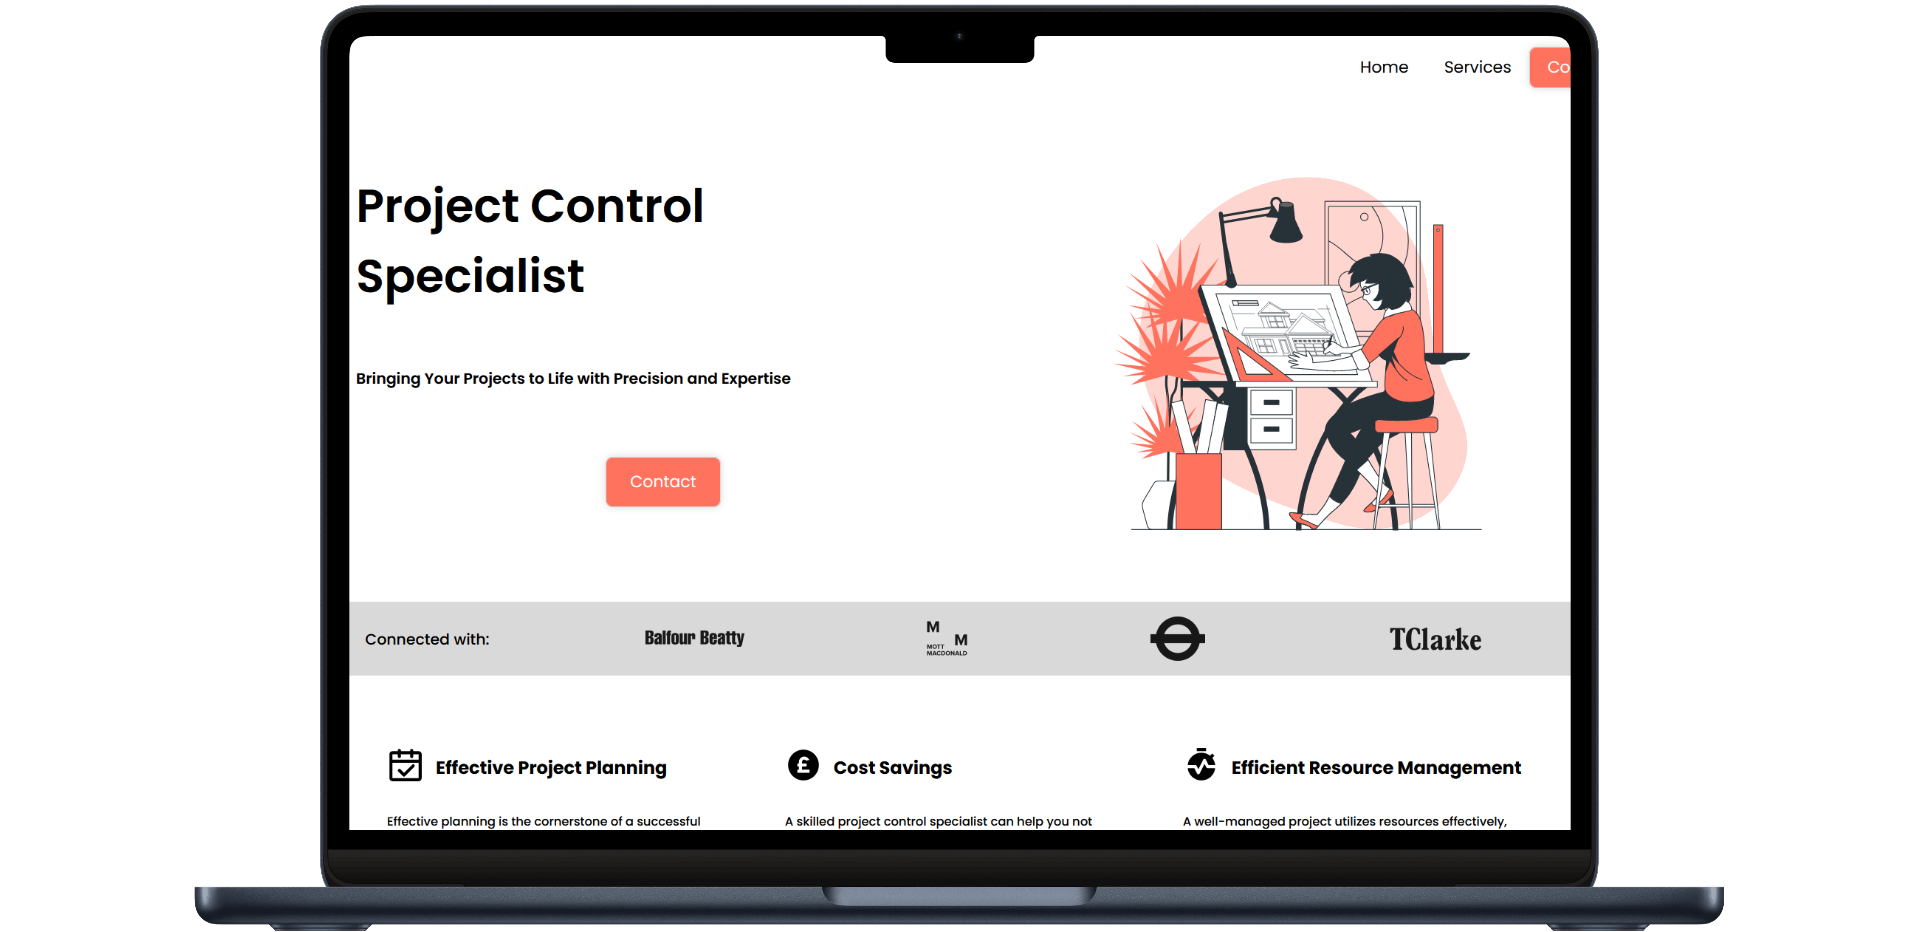 Home Services Co
Project Control
Specialist
Bringing Your Projects to Life with Precision and Expertise
Contact
Connected with:
Balfour Beatty
M
M
MOTT
MACDONALD
TClarke
Effective Project Planning
Cost Savings
Efficient Resource Management
Effective planning is the cornerstone of a successful
A skilled project control specialist can help you not
A well-managed project utilizes resources effectively,